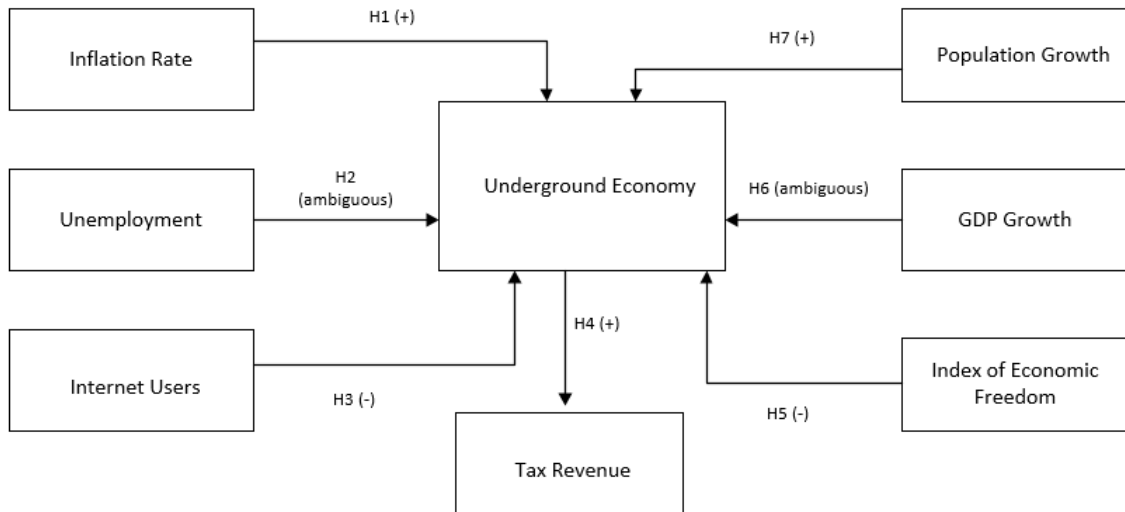 H1 (+)
Inflation Rate
H7 (+)
Population Growth
Unemployment
H2
(ambiguous)
Underground Economy
H6 (ambiguous)
GDP Growth
Internet Users
H3 (-)
H4 (+)
H5 (-)
Index of Economic
Freedom
Tax Revenue